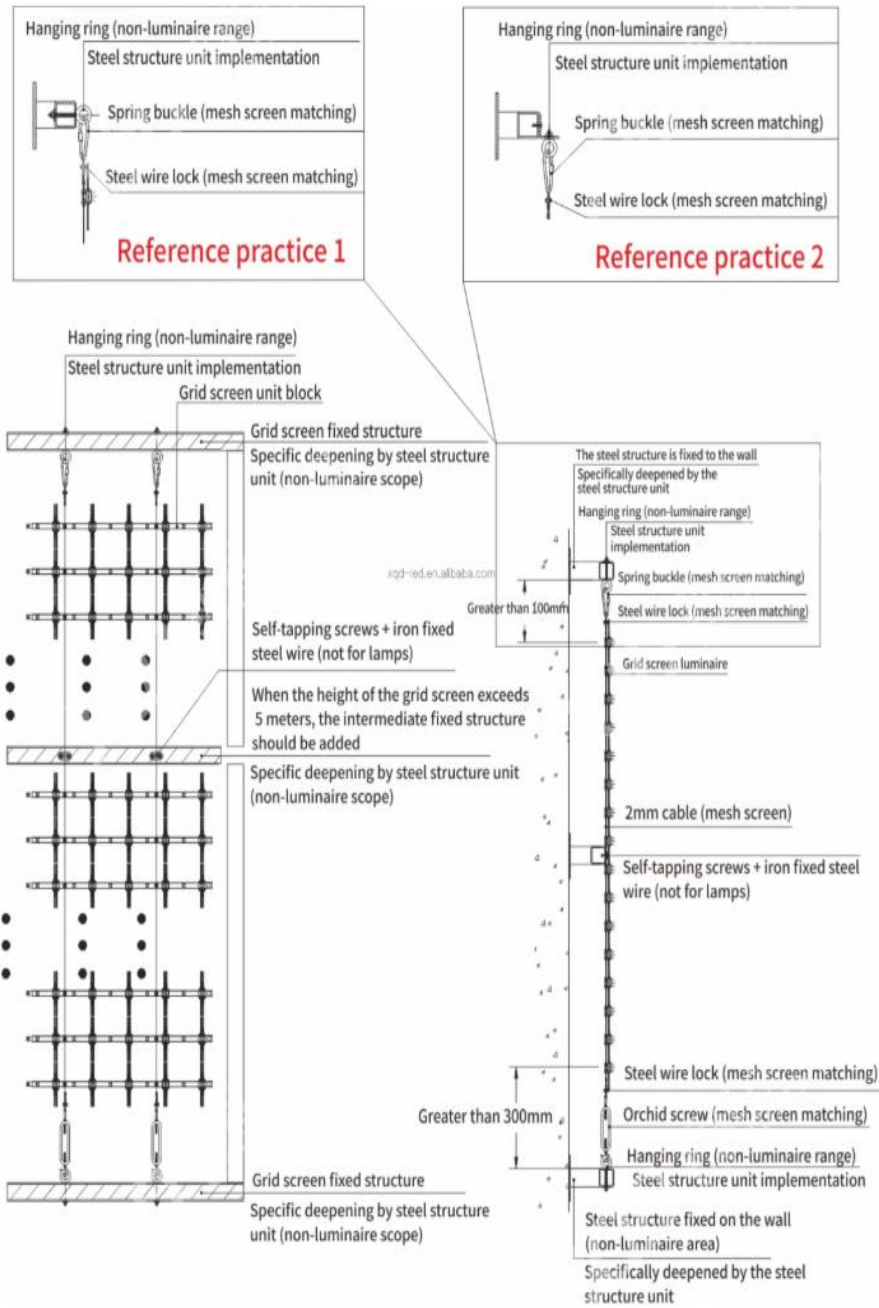 Hanging ring (non-luminaire range)
Steel structure unit implementation
Spring buckle (mesh screen matching)
Steel wire lock (mesh screen matching)
Reference practice 1
Hanging ring (non-luminaire range)
Steel structure unit implementation
Spring buckle (mesh screen matching)
Steel wire lock (mesh screen matching)
Reference practice 2
Hanging ring (non-luminaire range)
Steel structure unit implementation
Grid screen unit block
Grid screen fixed structure
Specific deepening by steel structure
unit (non-luminaire scope)
Self-tapping screws + iron fixed
steel wire (not for lamps)
When the height of the grid screen exceeds
5 meters, the intermediate fixed structure
should be added
Specific deepening by steel structure unit
(non-luminaire scope)
Grid screen fixed structure
Specific deepening by steel structure
unit (non-luminaire scope)
xqd-led.en.alibaba.com
The steel structure is fixed to the wall
Specifically deepened by the
steel structure unit
Hanging ring (non-luminaire range)
Steel structure unit
implementation
Spring buckle (mesh screen matching)
Greater than 100mm
Steel wire lock (mesh screen matching)
Grid screen luminaire
2mm cable (mesh screen)
Self-tapping screws + iron fixed steel
wire (not for lamps)
Steel wire lock (mesh screen matching)
Greater than 300mm
Orchid screw (mesh screen matching)
Hanging ring (non-luminaire range)
Steel structure unit implementation
Steel structure fixed on the wall
(non-luminaire area)
Specifically deepened by the steel
structure unit